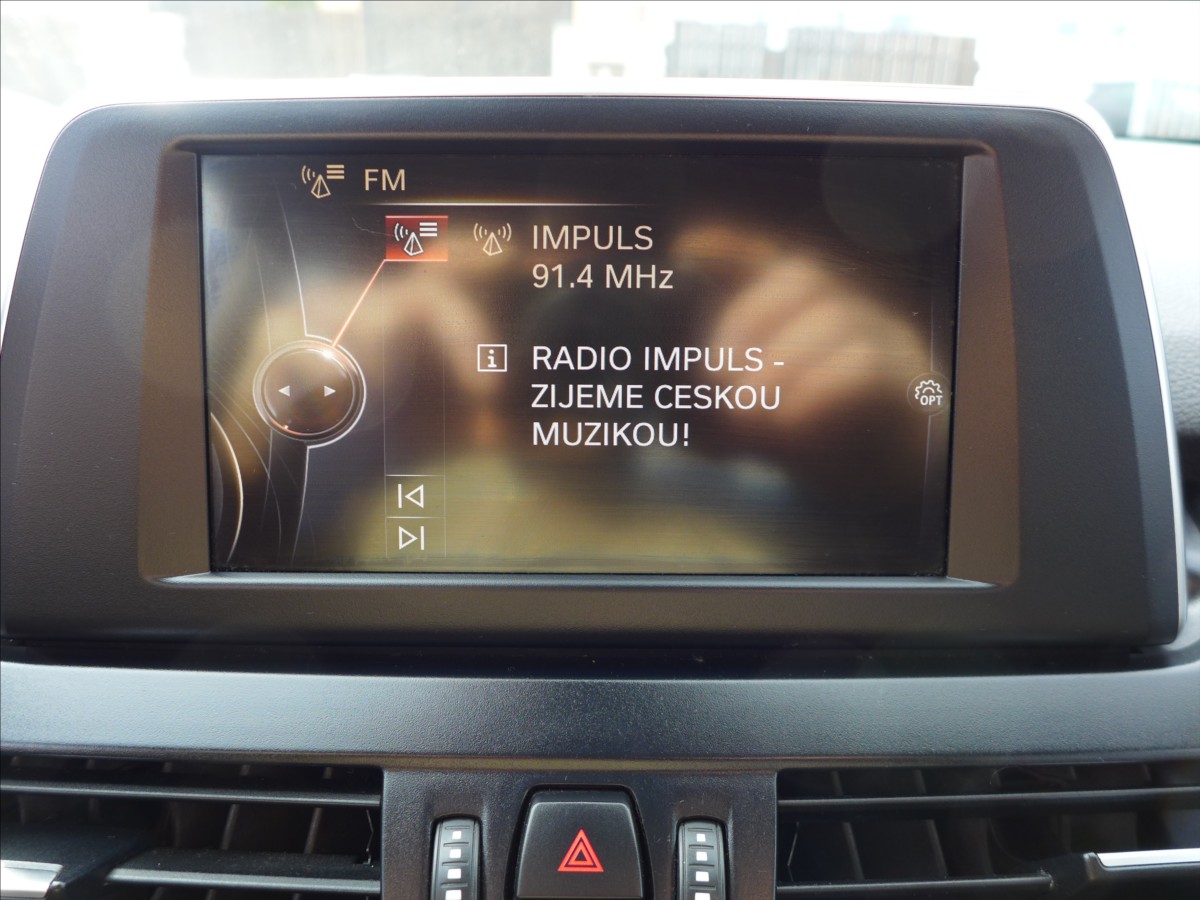 FM
IMPULS
91.4 MHz
RADIO IMPULS -
ZIJEME CESKOU
MUZIKOU!
OPT